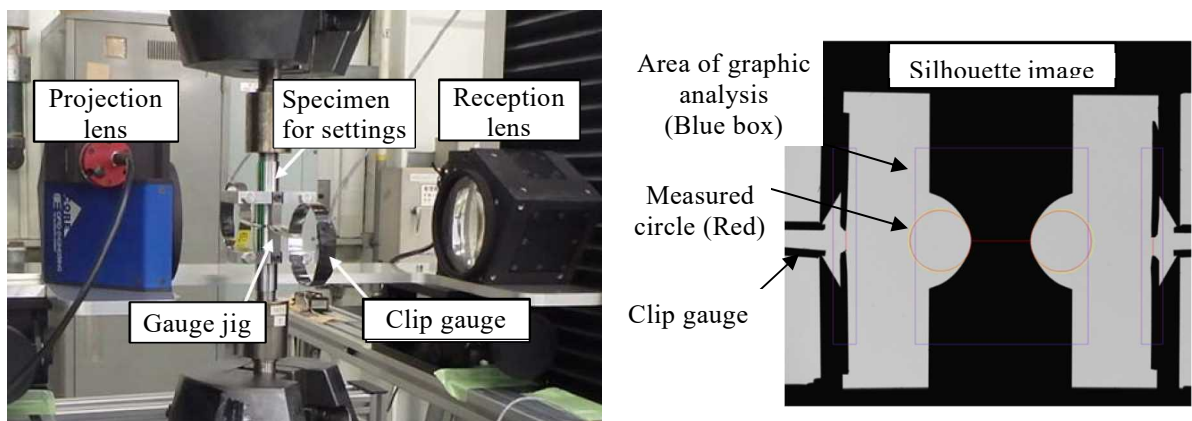 Projection
lens
Specimen
for settings
Reception
lens
Gauge jig
Clip gauge
Area of graphic
analysis
(Blue box)
Silhouette image
Measured
circle (Red)
Clip gauge